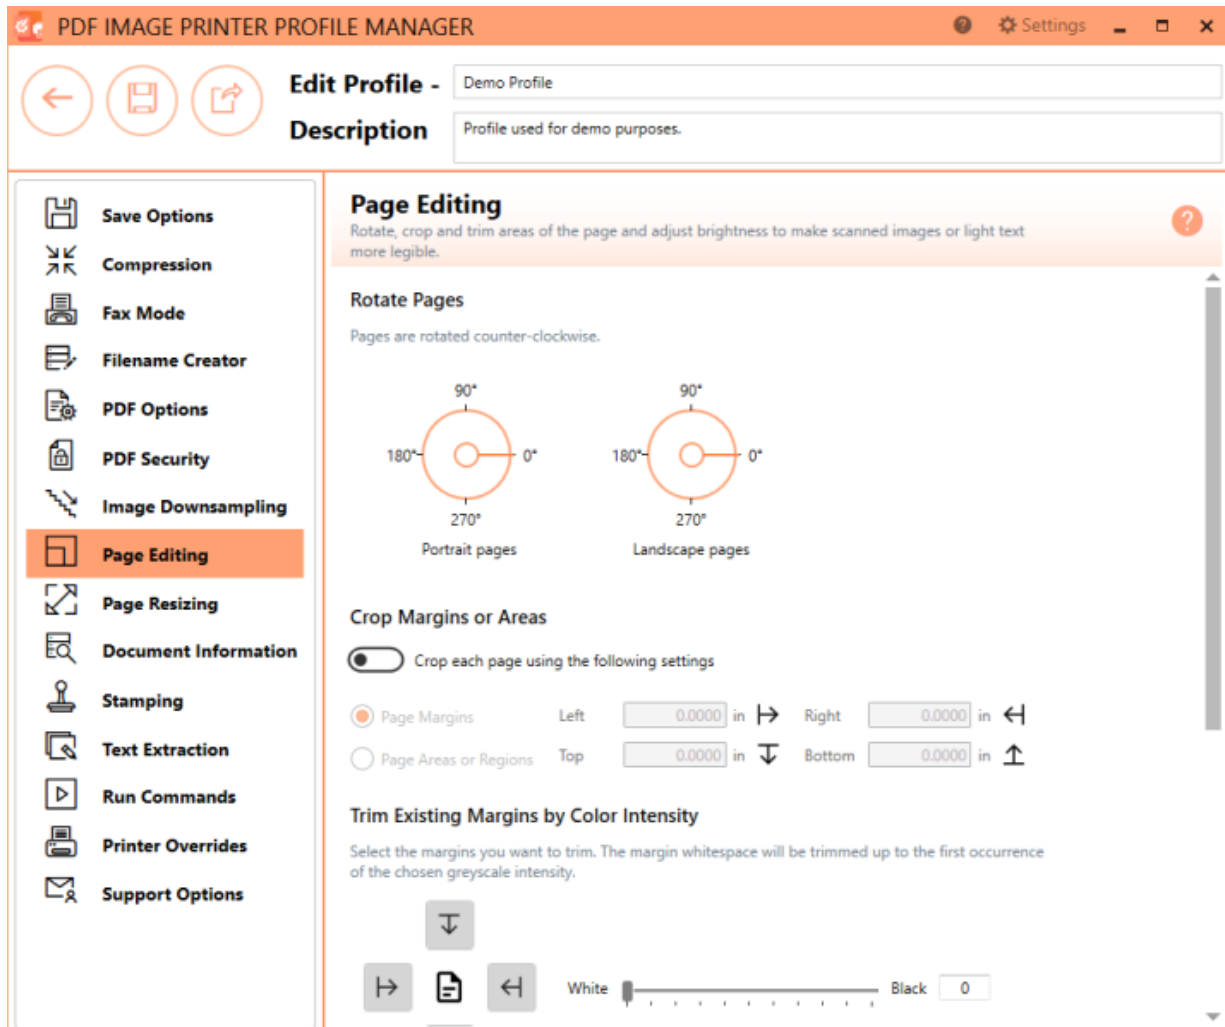 PDF IMAGE PRINTER PROFILE MANAGER
? Settings
Edit Profile - Demo Profile
Description Profile used for demo purposes.
Save Options
Compression
Fax Mode
Filename Creator
PDF Options
PDF Security
Image Downsampling
Page Editing
Page Resizing
Document Information
Stamping
Text Extraction
Run Commands
Printer Overrides
Support Options
Page Editing
Rotate, crop and trim areas of the page and adjust brightness to make scanned images or light text
more legible.
?
Rotate Pages
Pages are rotated counter-clockwise.
90° 90°
180° 0° 180° 0°
270° 270°
Portrait pages Landscape pages
Crop Margins or Areas
Crop each page using the following settings
Page Margins Left 0.0000 in Right 0.0000 in
Page Areas or Regions Top 0.0000 in Bottom 0.0000 in
Trim Existing Margins by Color Intensity
Select the margins you want to trim. The margin whitespace will be trimmed up to the first occurrence
of the chosen greyscale intensity.
White Black 0